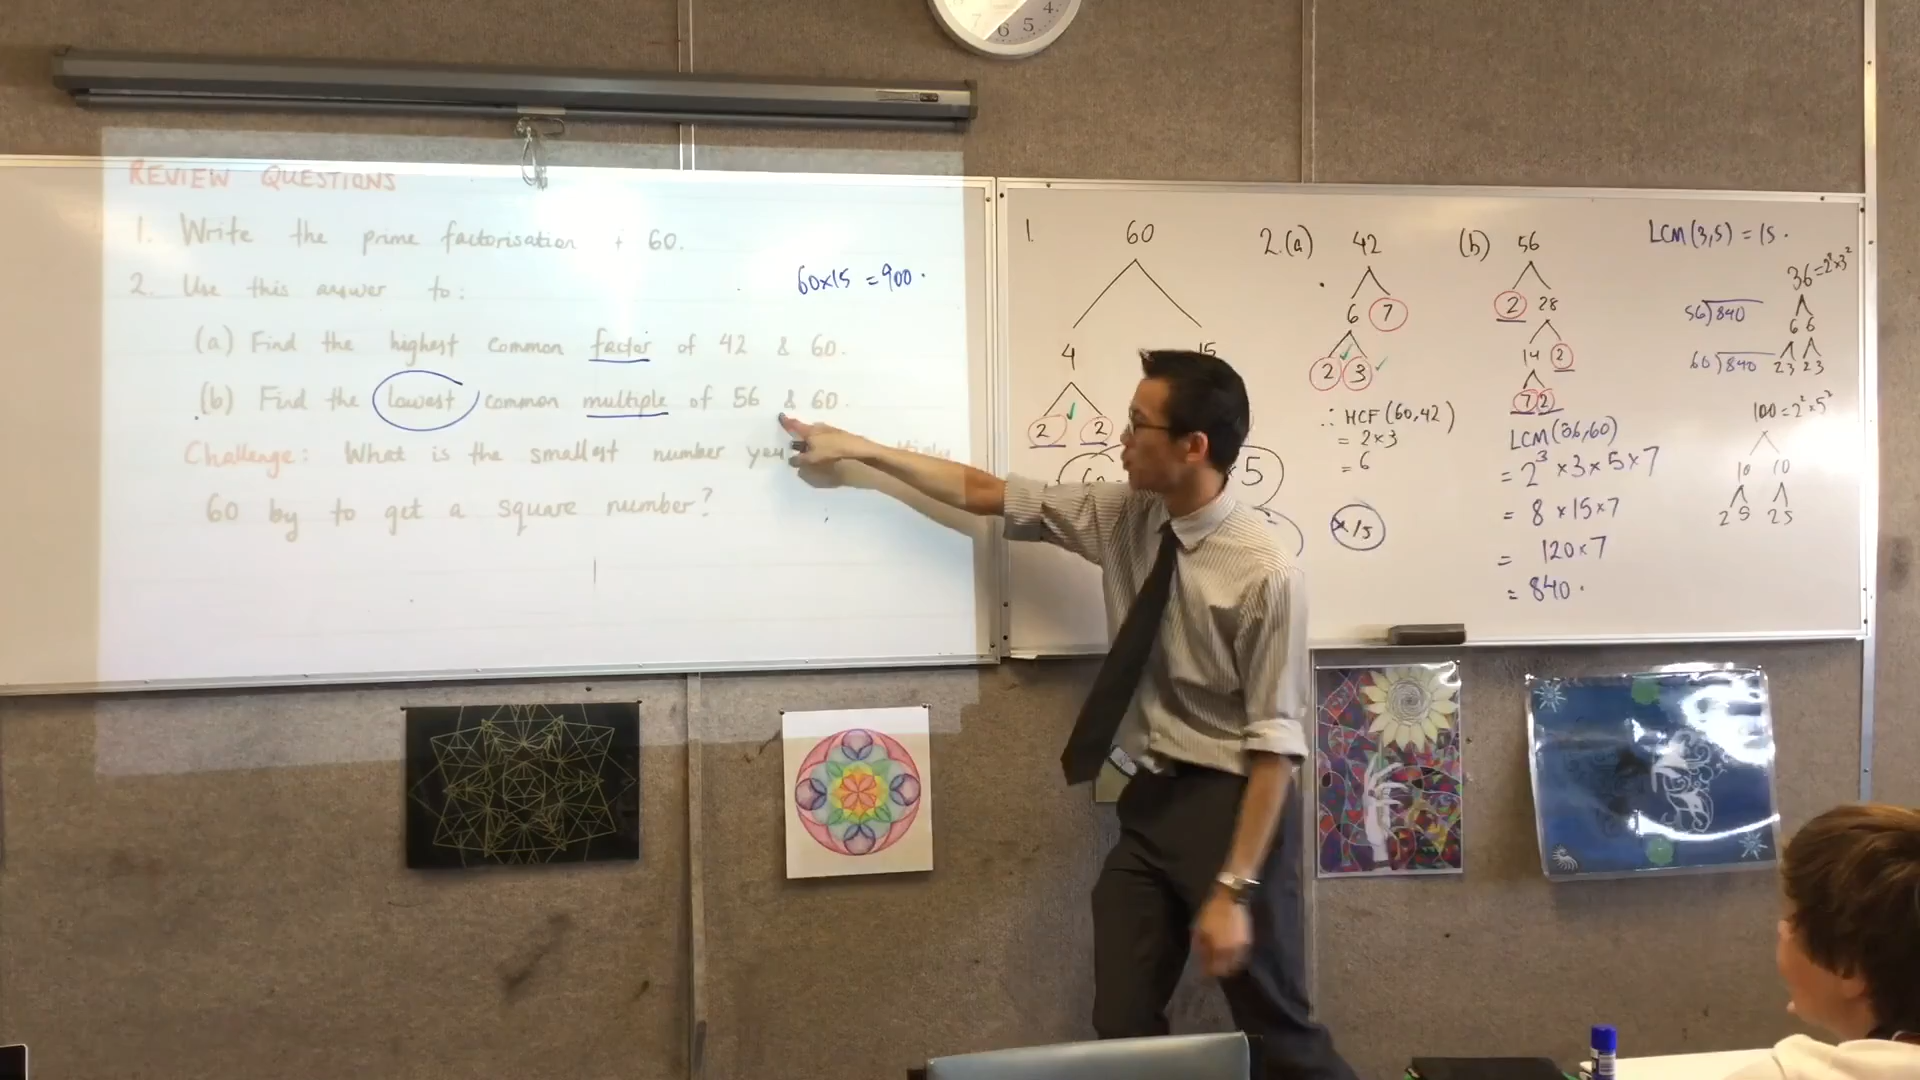 REVIEW QUESTIONS
1. Write the prime factorisation 60.
2. Use this answer to:
60×15 = 900.
(a) Find the highest common factor of 42 & 60.
(b) Find the lowest common multiple of 56 & 60.
Challenge: What is the smallest number you
60 by to get a square number?
1. 60
4 15
2 2
×5
2.(a) 42
6 7
2 3
∴ HCF(60,42)
= 2×3
= 6
×15
(b) 56
2 28
14 2
7 2
LCM(56,60)
= 2³×3×5×7
= 8×15×7
= 120×7
= 840.
LCM(3,5) = 15.
36=2²×3²
6 6
2 3 2 3
56)840
60)840
100=2²×5²
10 10
2 5 2 5
4.
7 6 5